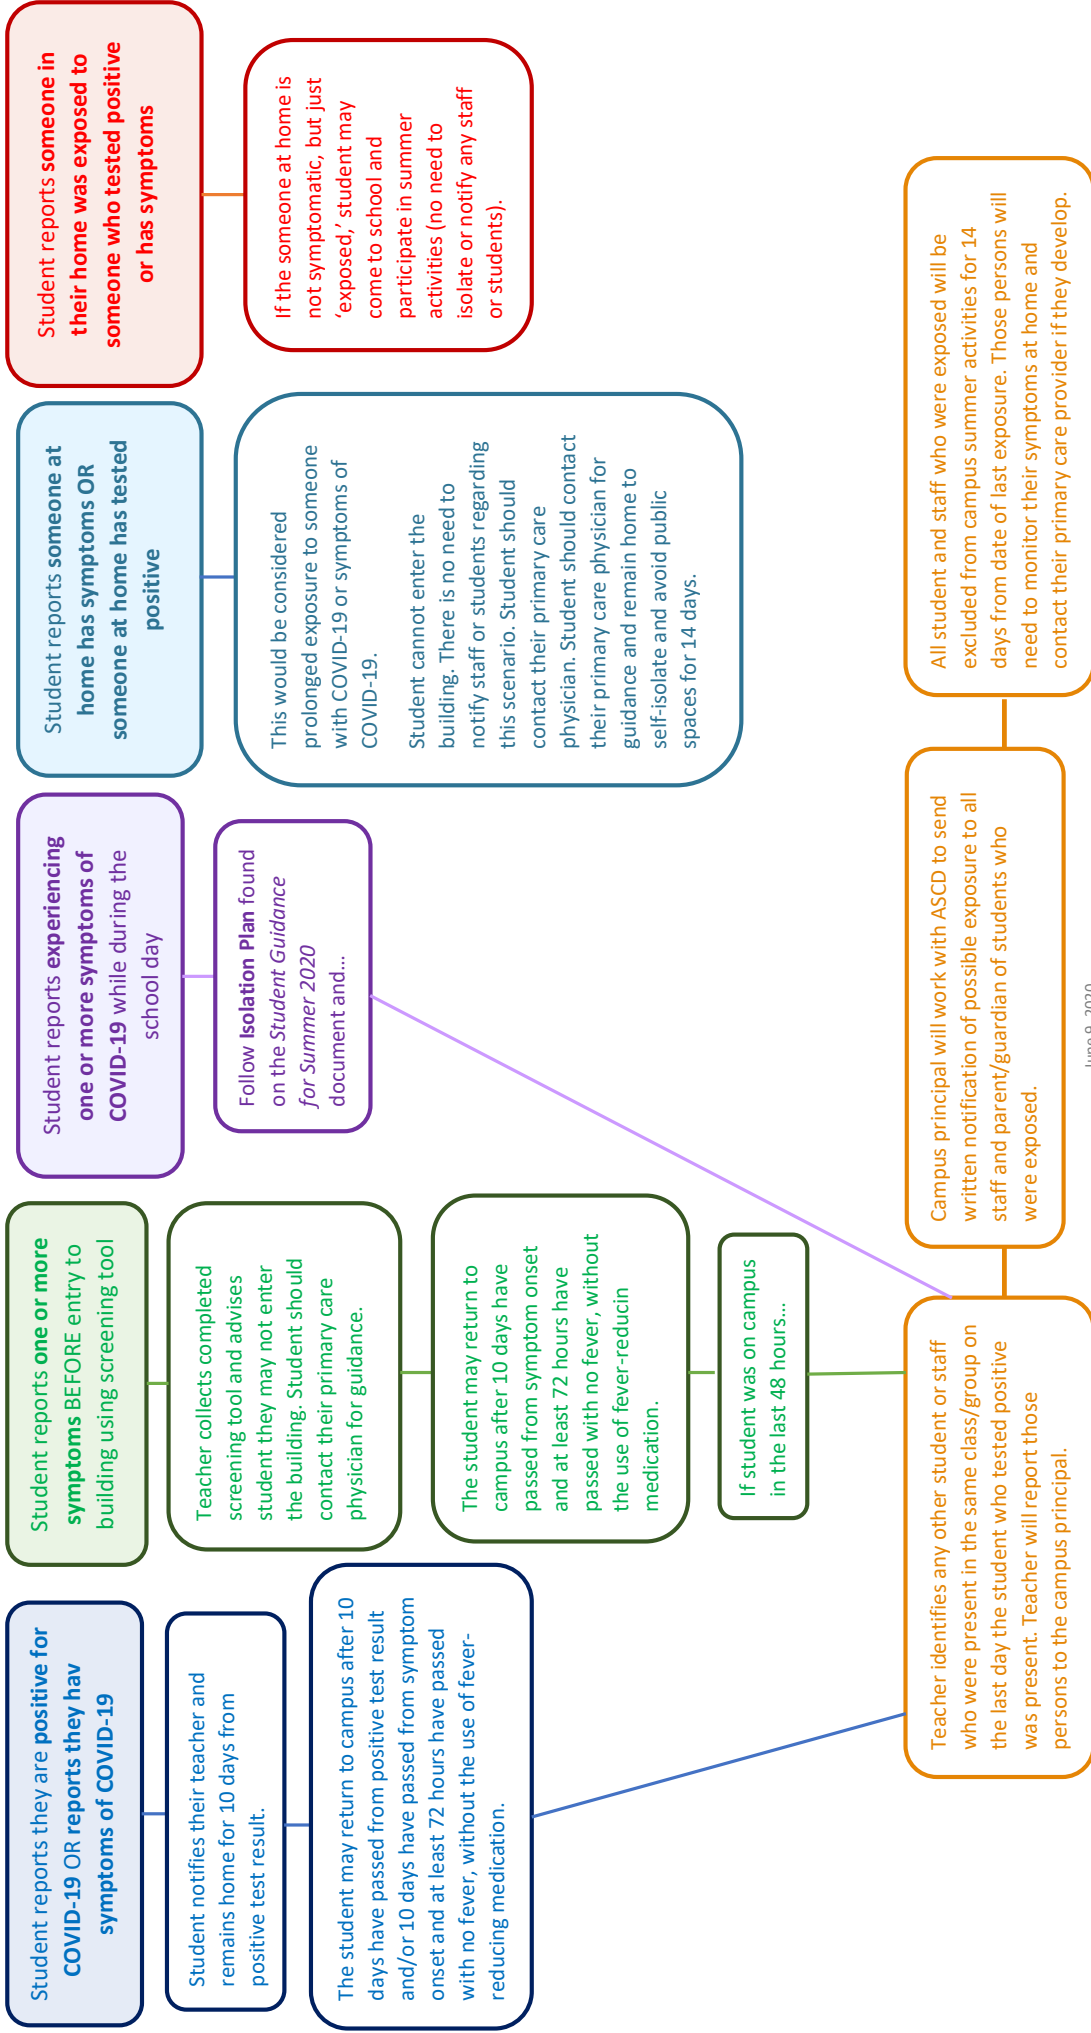 Student reports they are positive for
COVID-19 OR reports they hav
symptoms of COVID-19
Student notifies their teacher and
remains home for 10 days from
positive test result.
The student may return to campus after 10
days have passed from positive test result
and/or 10 days have passed from symptom
onset and at least 72 hours have passed
with no fever, without the use of fever-
reducing medication.
Student reports one or more
symptoms BEFORE entry to
building using screening tool
Teacher collects completed
screening tool and advises
student they may not enter
the building. Student should
contact their primary care
physician for guidance.
The student may return to
campus after 10 days have
passed from symptom onset
and at least 72 hours have
passed with no fever, without
the use of fever-reducin
medication.
If student was on campus
in the last 48 hours...
Student reports experiencing
one or more symptoms of
COVID-19 while during the
school day
Follow Isolation Plan found
on the Student Guidance
for Summer 2020
document and...
Student reports someone at
home has symptoms OR
someone at home has tested
positive
This would be considered
prolonged exposure to someone
with COVID-19 or symptoms of
COVID-19.
Student cannot enter the
building. There is no need to
notify staff or students regarding
this scenario. Student should
contact their primary care
physician. Student should contact
their primary care physician for
guidance and remain home to
self-isolate and avoid public
spaces for 14 days.
Student reports someone in
their home was exposed to
someone who tested positive
or has symptoms
If the someone at home is
not symptomatic, but just
‘exposed,’ student may
come to school and
participate in summer
activities (no need to
isolate or notify any staff
or students).
Teacher identifies any other student or staff
who were present in the same class/group on
the last day the student who tested positive
was present. Teacher will report those
persons to the campus principal.
Campus principal will work with ASCD to send
written notification of possible exposure to all
staff and parent/guardian of students who
were exposed.
All student and staff who were exposed will be
excluded from campus summer activities for 14
days from date of last exposure. Those persons will
need to monitor their symptoms at home and
contact their primary care provider if they develop.
June 9, 2020